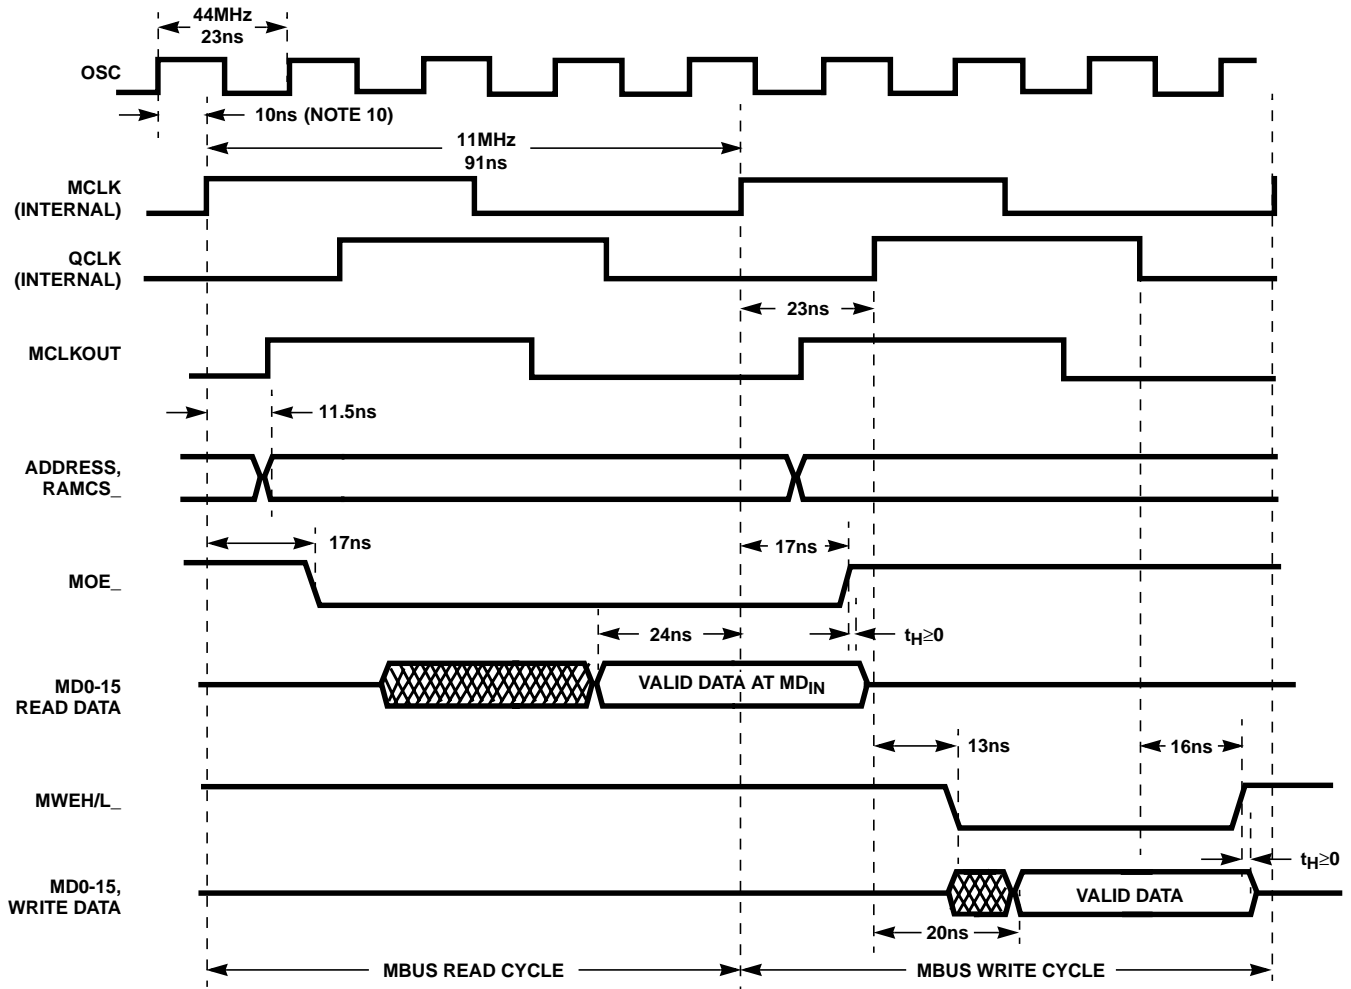 44MHz
23ns
OSC
10ns (NOTE 10)
11MHz
91ns
MCLK
(INTERNAL)
QCLK
(INTERNAL)
23ns
MCLKOUT
11.5ns
ADDRESS,
RAMCS_
17ns
17ns
MOE_
24ns
tH≥0
MD0-15
READ DATA
VALID DATA AT MDIN
13ns
16ns
MWEH/L_
tH≥0
MD0-15,
WRITE DATA
VALID DATA
20ns
MBUS READ CYCLE
MBUS WRITE CYCLE